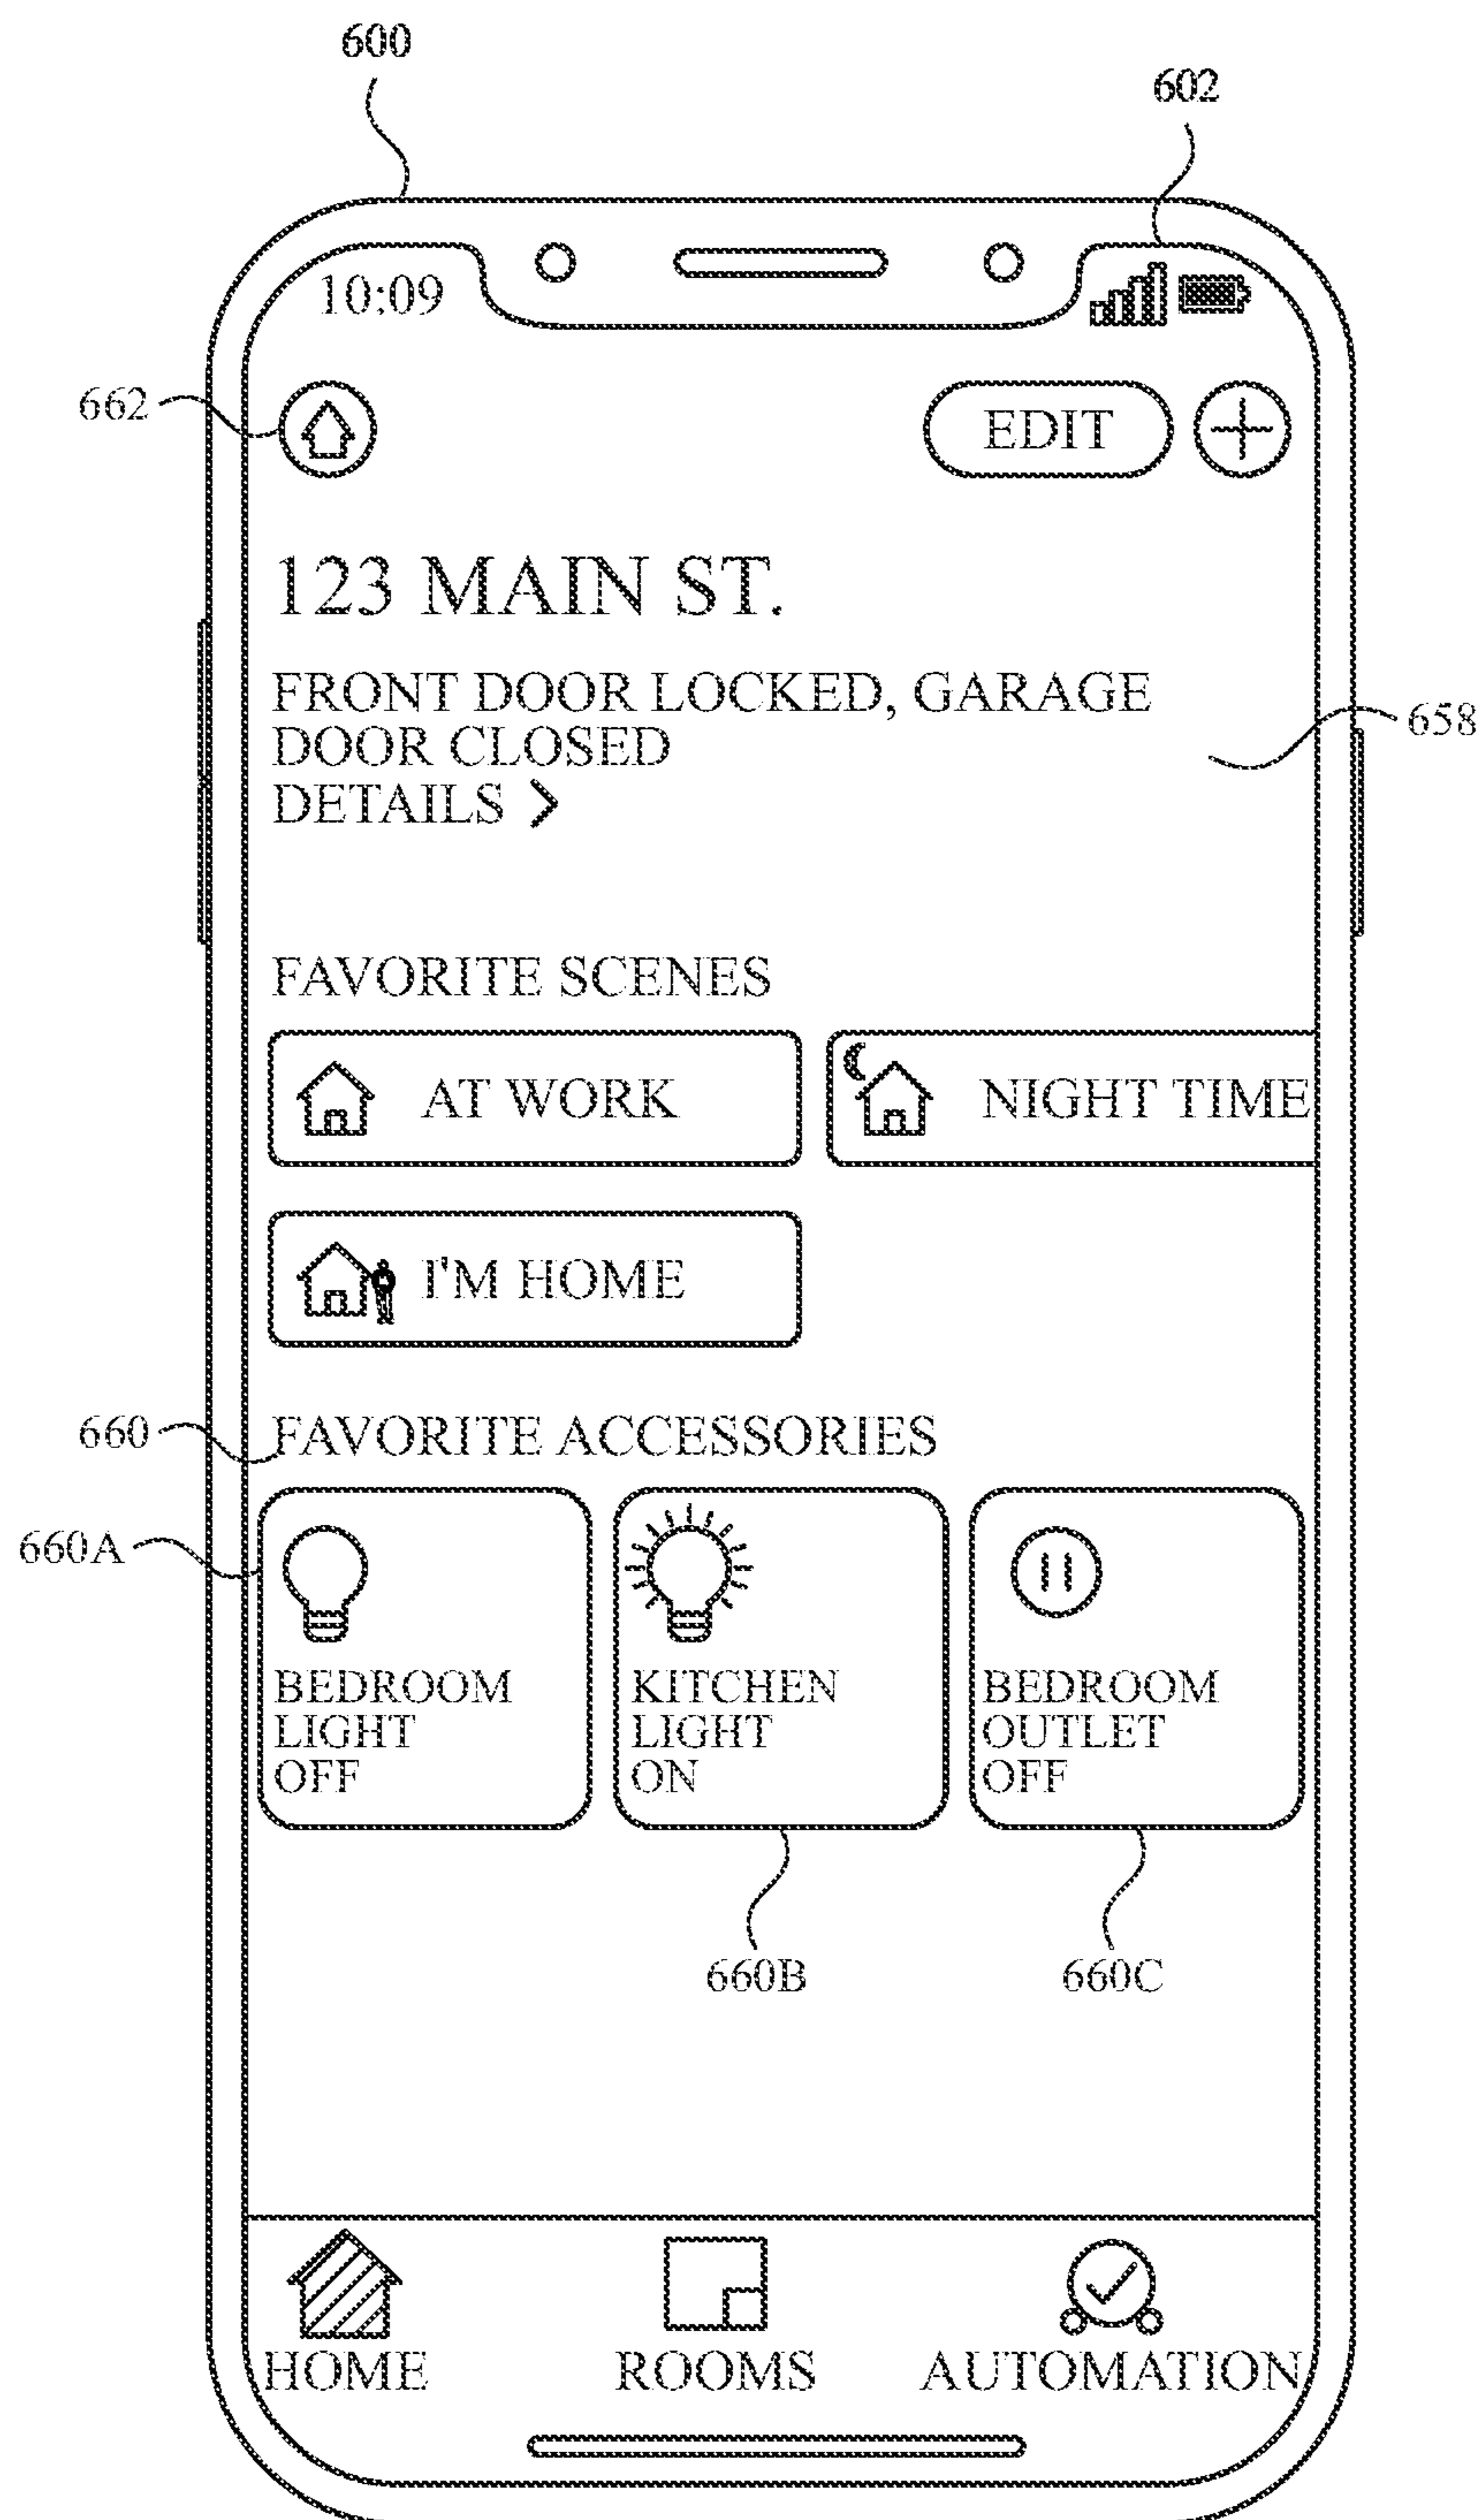 600
602
10:09
662
EDIT
123 MAIN ST.
FRONT DOOR LOCKED, GARAGE
DOOR CLOSED
658
DETAILS >
FAVORITE SCENES
AT WORK
NIGHT TIME
I'M HOME
660
FAVORITE ACCESSORIES
660A
BEDROOM
LIGHT
OFF
KITCHEN
LIGHT
ON
BEDROOM
OUTLET
OFF
660B
660C
HOME
ROOMS
AUTOMATION